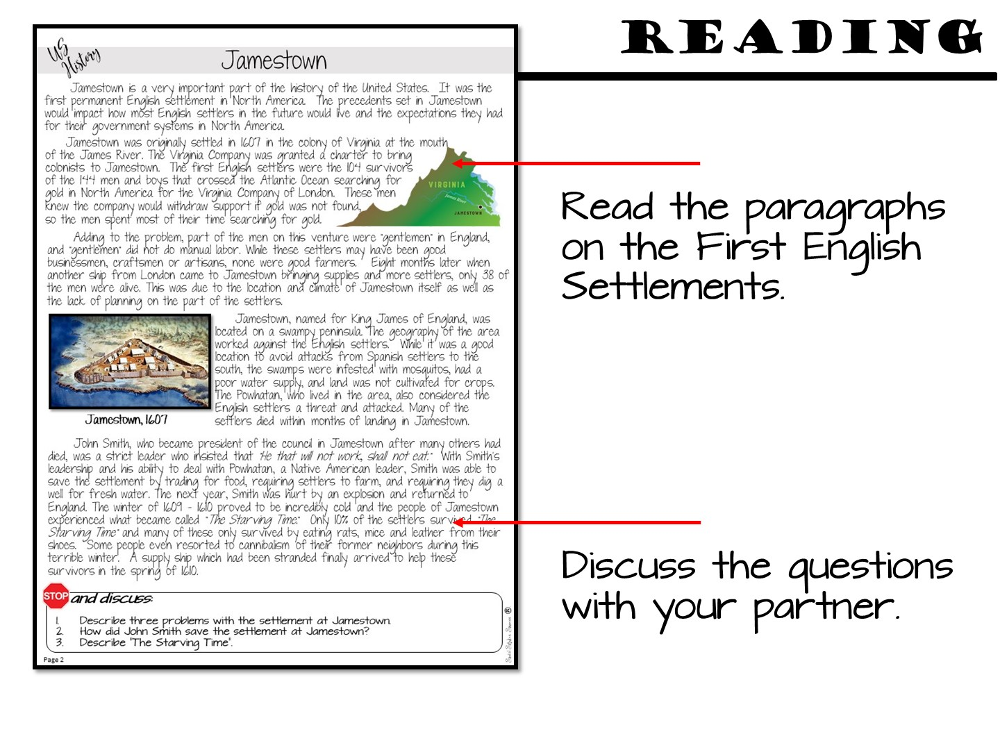 READING
US
History
Jamestown
Jamestown is a very important part of the history of the United States. It was the
first permanent English settlement in North America. The precedents set in Jamestown
would impact how most English settlers in the future would live and the expectations they had
for their government systems in North America.
Jamestown was originally settled in 1607 in the colony of Virginia at the mouth
of the James River. The Virginia Company was granted a charter to bring
colonists to Jamestown. The first English settlers were the 104 survivors
of the 144 men and boys that crossed the Atlantic Ocean searching for
gold in North America for the Virginia Company of London. These men
knew the company would withdraw support if gold was not found,
so the men spent most of their time searching for gold.
VIRGINIA
James River
JAMESTOWN
Adding to the problem, part of the men on this venture were "gentlemen" in England,
and "gentlemen" did not do manual labor. While these settlers may have been good
businessmen, craftsmen or artisans, none were good farmers. Eight months later when
another ship from London came to Jamestown bringing supplies and more settlers, only 38 of
the men were alive. This was due to the location and climate of Jamestown itself as well as
the lack of planning on the part of the settlers.
Jamestown, named for King James of England, was
located on a swampy peninsula. The geography of the area
worked against the English settlers. While it was a good
location to avoid attacks from Spanish settlers to the
south, the swamps were infested with mosquitos, had a
poor water supply, and land was not cultivated for crops.
The Powhatan, who lived in the area, also considered the
English settlers a threat and attacked. Many of the
settlers died within months of landing in Jamestown.
Jamestown, 1607
John Smith, who became president of the council in Jamestown after many others had
died, was a strict leader who insisted that "He that will not work, shall not eat." With Smith's
leadership and his ability to deal with Powhatan, a Native American leader, Smith was able to
save the settlement by trading for food, requiring settlers to farm, and requiring they dig a
well for fresh water. The next year, Smith was hurt by an explosion and returned to
England. The winter of 1609 - 1610 proved to be incredibly cold and the people of Jamestown
experienced what became called "The Starving Time." Only 10% of the settlers survived "The
Starving Time" and many of these only survived by eating rats, mice and leather from their
shoes. Some people even resorted to cannibalism of their former neighbors during this
terrible winter. A supply ship which had been stranded finally arrived to help these
survivors in the spring of 1610.
STOP and discuss:
1. Describe three problems with the settlement at Jamestown.
2. How did John Smith save the settlement at Jamestown?
3. Describe "The Starving Time".
Page 2
Read the paragraphs
on the First English
Settlements.
Discuss the questions
with your partner.